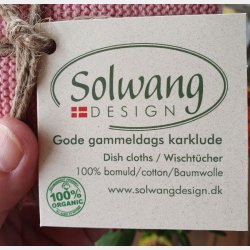 Solwang
DESIGN
Gode gammeldags karklude
Dish cloths / Wischtücher
100% bomuld/cotton/Baumwolle
www.solwangdesign.dk
100%
ORGANIC